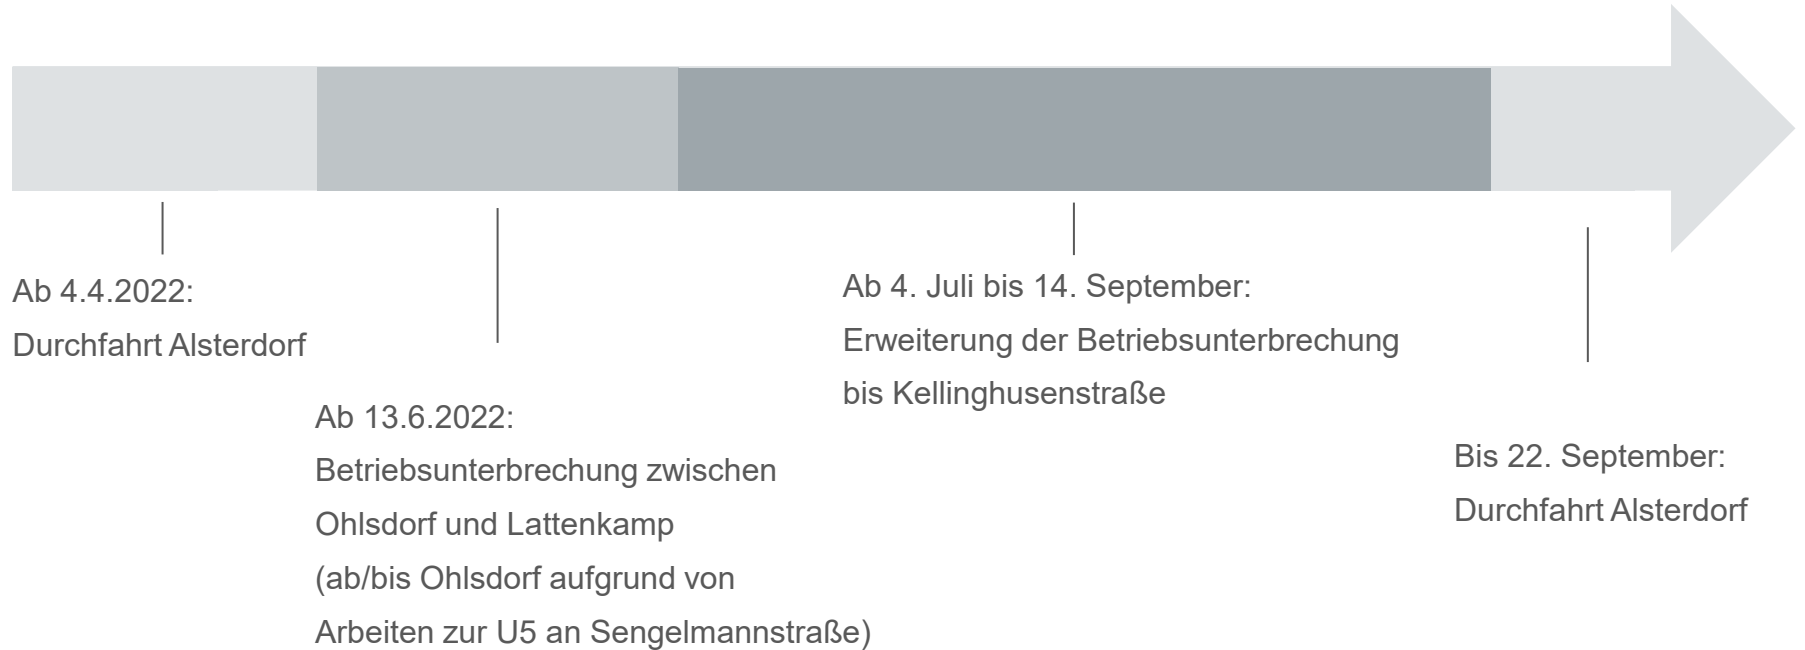 Ab 4.4.2022:
Durchfahrt Alsterdorf
Ab 13.6.2022:
Betriebsunterbrechung zwischen
Ohlsdorf und Lattenkamp
(ab/bis Ohlsdorf aufgrund von
Arbeiten zur U5 an Sengelmannstraße)
Ab 4. Juli bis 14. September:
Erweiterung der Betriebsunterbrechung
bis Kellinghusenstraße
Bis 22. September:
Durchfahrt Alsterdorf